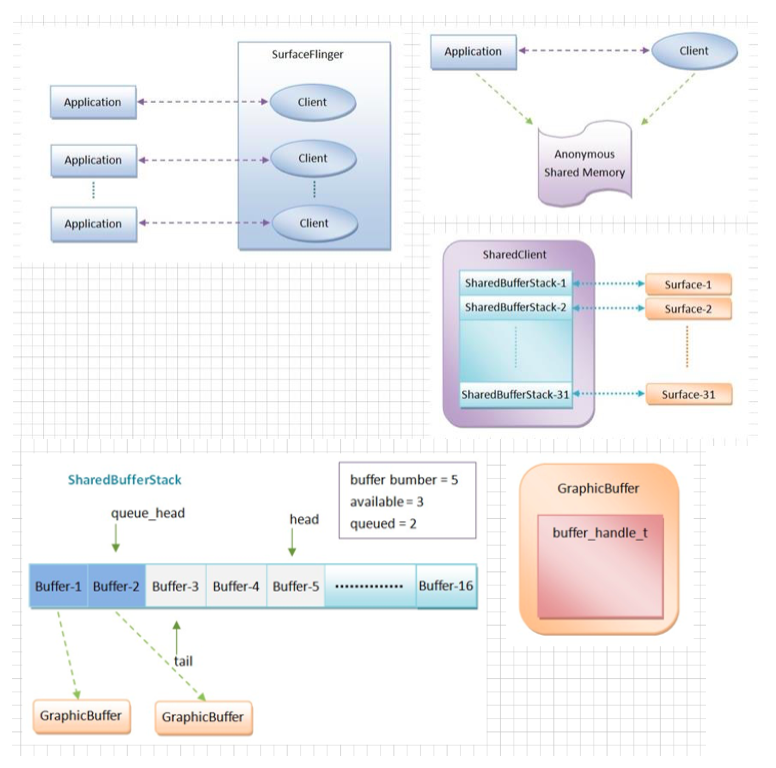 SurfaceFlinger
Application
Client
Application
Client
Application
Client
Application
Client
Anonymous
Shared Memory
SharedClient
SharedBufferStack-1
Surface-1
SharedBufferStack-2
Surface-2
SharedBufferStack-31
Surface-31
SharedBufferStack
buffer bumber = 5
available = 3
queued = 2
queue_head
head
Buffer-1
Buffer-2
Buffer-3
Buffer-4
Buffer-5
Buffer-16
tail
GraphicBuffer
GraphicBuffer
GraphicBuffer
buffer_handle_t